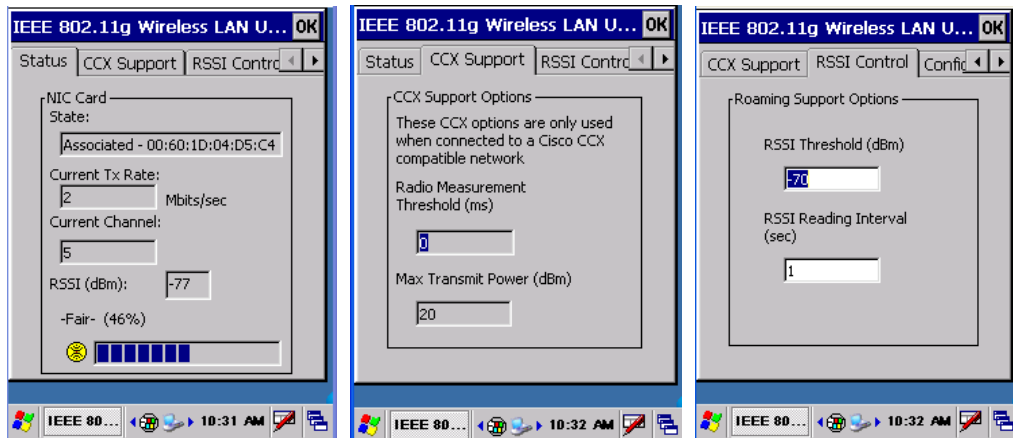 IEEE 802.11g Wireless LAN U... OK
Status CCX Support RSSI Contrc
NIC Card
State:
Associated - 00:60:1D:04:D5:C4
Current Tx Rate:
2 Mbits/sec
Current Channel:
5
RSSI (dBm): -77
-Fair- (46%)
IEEE 80... 10:31 AM
IEEE 802.11g Wireless LAN U... OK
Status CCX Support RSSI Contrc
CCX Support Options
These CCX options are only used
when connected to a Cisco CCX
compatible network
Radio Measurement
Threshold (ms)
0
Max Transmit Power (dBm)
20
IEEE 80... 10:32 AM
IEEE 802.11g Wireless LAN U... OK
CCX Support RSSI Control Config
Roaming Support Options
RSSI Threshold (dBm)
-70
RSSI Reading Interval
(sec)
1
IEEE 80... 10:32 AM